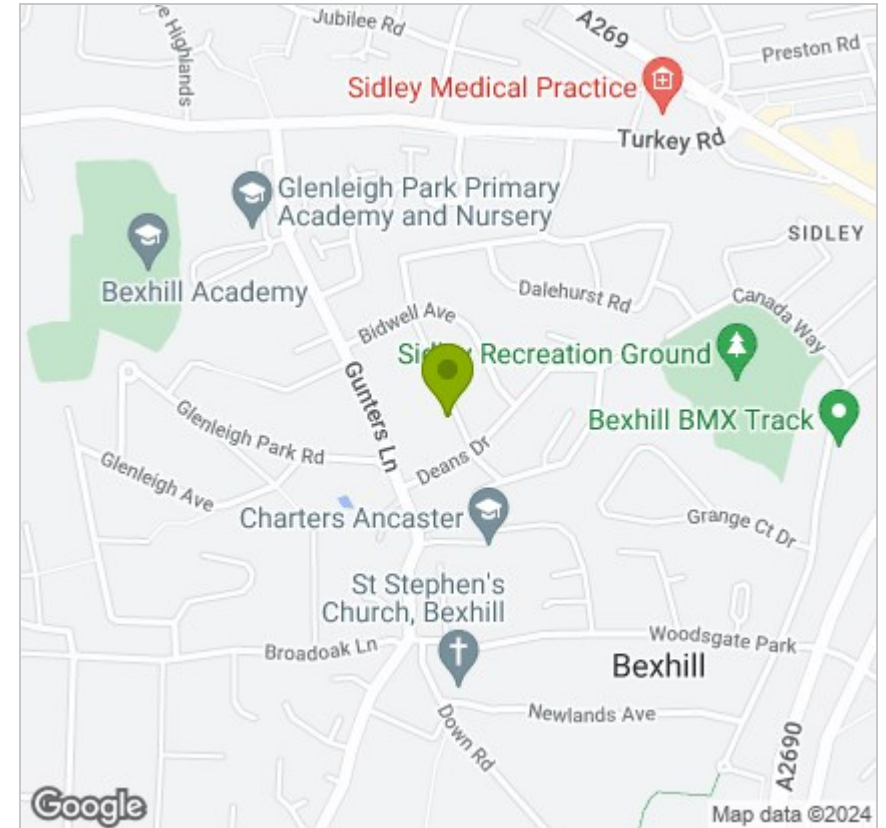 Jubilee Rd
Highlands
A269
Preston Rd
Sidley Medical Practice
Turkey Rd
Glenleigh Park Primary
Academy and Nursery
SIDLEY
Bexhill Academy
Dalehurst Rd
Canada Way
Bidwell Ave
Sidley Recreation Ground
Gunters Ln
Bexhill BMX Track
Glenleigh Park Rd
Deans Dr
Glenleigh Ave
Charters Ancaster
Grange Ct Dr
St Stephen's
Church, Bexhill
Broadoak Ln
Woodsgate Park
Bexhill
Newlands Ave
Down Rd
A2690
Google
Map data ©2024